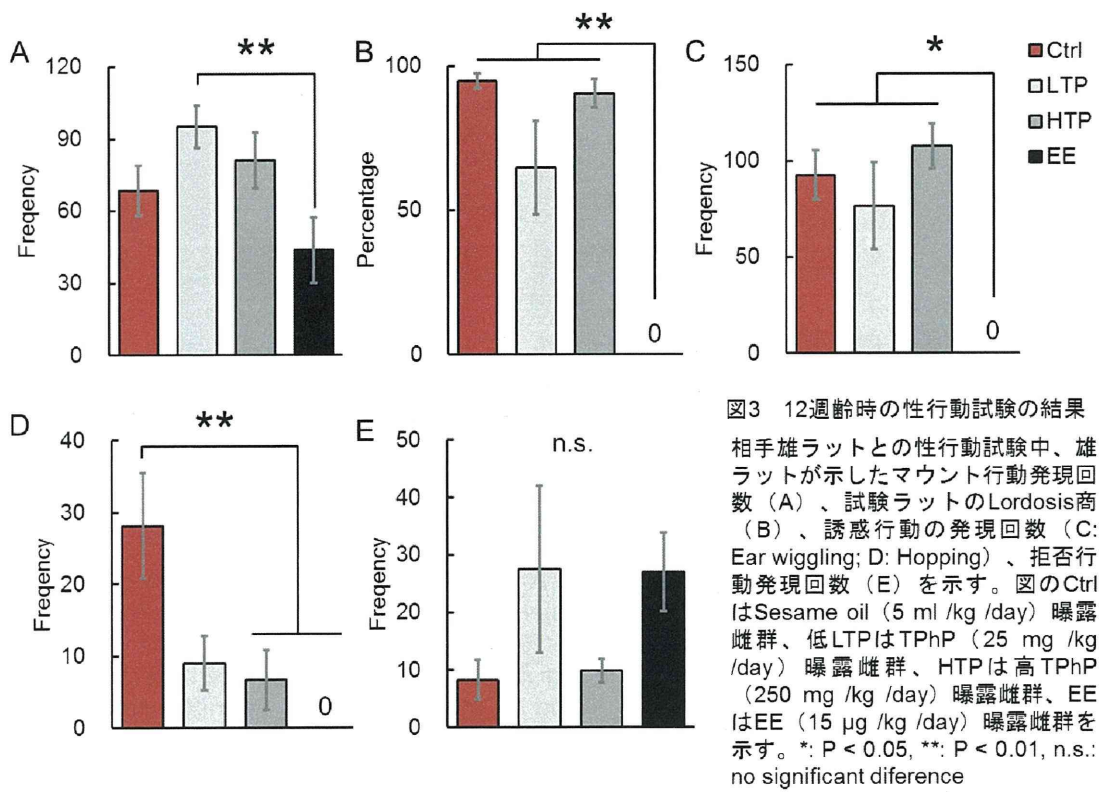 A
**
120
90
60
30
0
Freqency
B
**
100
50
0
Percentage
0
C
*
150
100
50
0
Freqency
0
Ctrl
LTP
HTP
EE
D
**
40
30
20
10
0
Freqency
0
E
n.s.
50
40
30
20
10
0
Freqency
図3 12週齢時の性行動試験の結果
相手雄ラットとの性行動試験中、雄
ラットが示したマウント行動発現回
数（A）、試験ラットのLordosis商
（B）、誘惑行動の発現回数（C:
Ear wiggling; D: Hopping）、拒否行
動発現回数（E）を示す。図のCtrl
はSesame oil（5 ml /kg /day）曝露
雌群、低LTPはTPhP（25 mg /kg
/day）曝露雌群、HTPは高TPhP
（250 mg /kg /day）曝露雌群、EE
はEE（15 μg /kg /day）曝露雌群を
示す。*: P < 0.05, **: P < 0.01, n.s.:
no significant diference